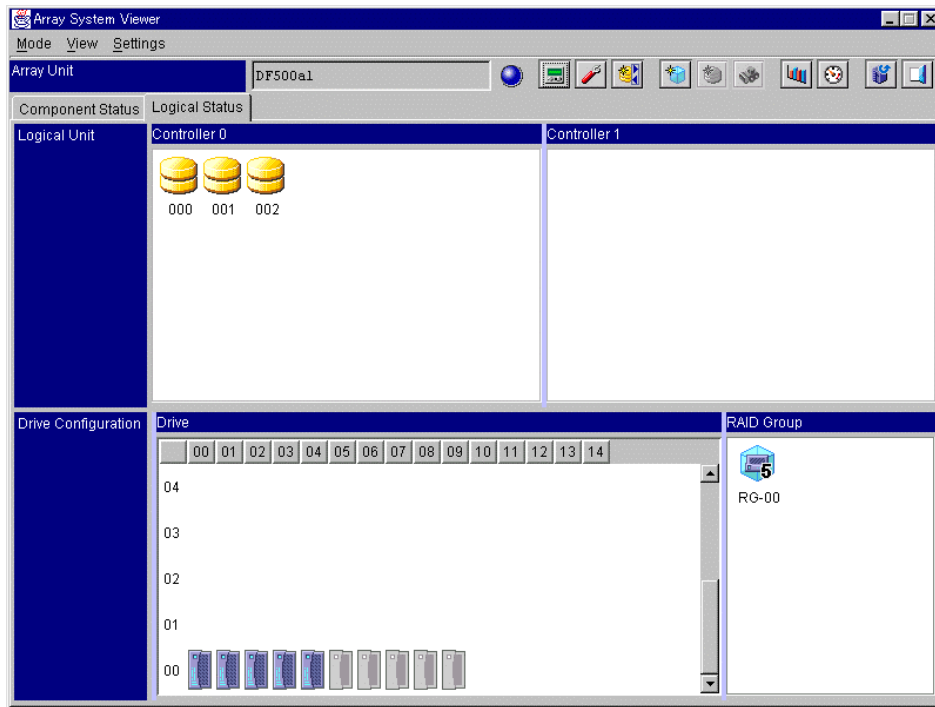 Array System Viewer
Mode View Settings
Array Unit DF500a1
Component Status Logical Status
Logical Unit Controller 0 Controller 1
000 001 002
Drive Configuration Drive RAID Group
00 01 02 03 04 05 06 07 08 09 10 11 12 13 14
5
04
RG-00
03
02
01
00